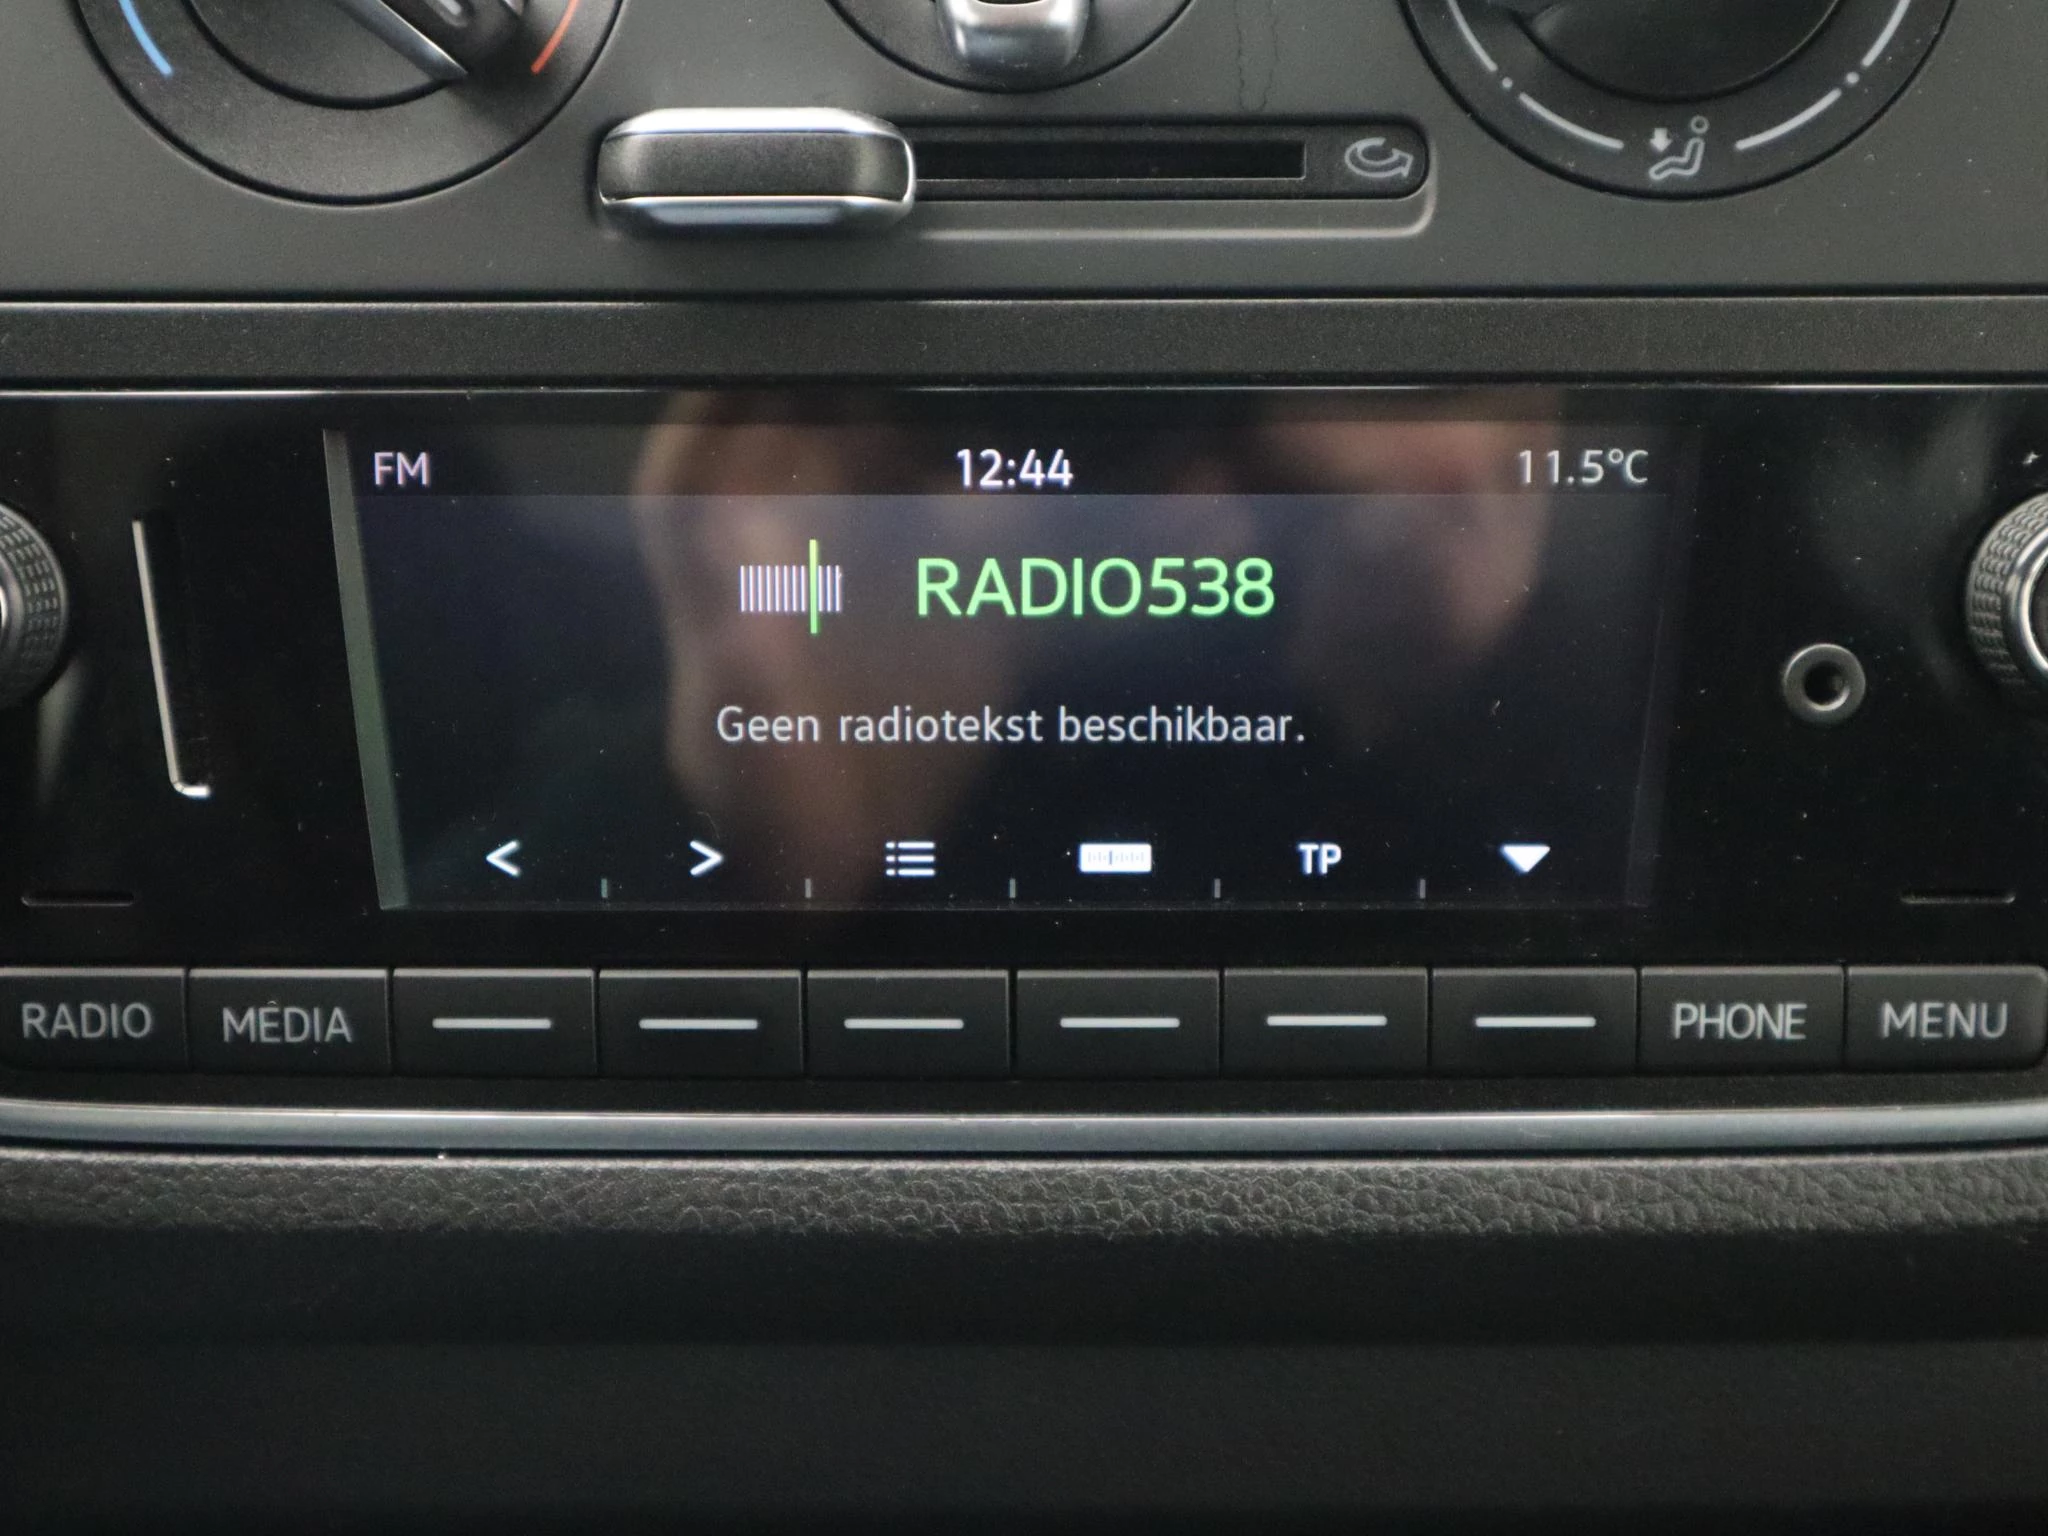 FM 12:44 11.5°C
RADIO538
Geen radiotekst beschikbaar.
< > TP
RADIO MEDIA PHONE MENU